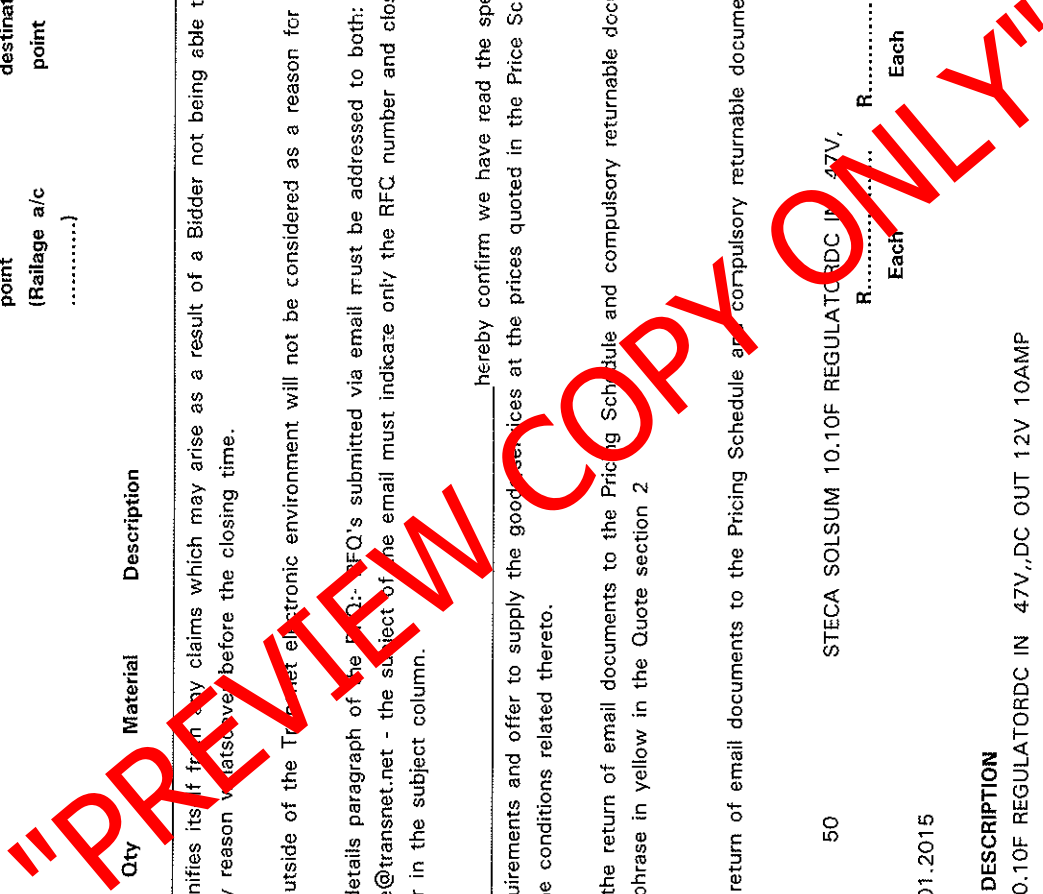 destinat
point
point
(Railage a/c
..........)
Qty Material Description
nifies itself from any claims which may arise as a result of a Bidder not being able t
y reason whatsoever before the closing time.
utside of the Transnet electronic environment will not be considered as a reason for
details paragraph of the RFQ:- RFQ's submitted via email must be addressed to both:
e@transnet.net - the subject of the email must indicate only the RFQ number and clos
r in the subject column.
hereby confirm we have read the spe
uirements and offer to supply the goods/services at the prices quoted in the Price Sc
ne conditions related thereto.
the return of email documents to the Pricing Schedule and compulsory returnable docu
phrase in yellow in the Quote section 2
return of email documents to the Pricing Schedule and compulsory returnable docume
50 STECA SOLSUM 10.10F REGULATORDC IN 47V,
R.................... R...........
Each Each
01.2015
DESCRIPTION
0.10F REGULATORDC IN 47V,,DC OUT 12V 10AMP
"PREVIEW COPY ONLY"